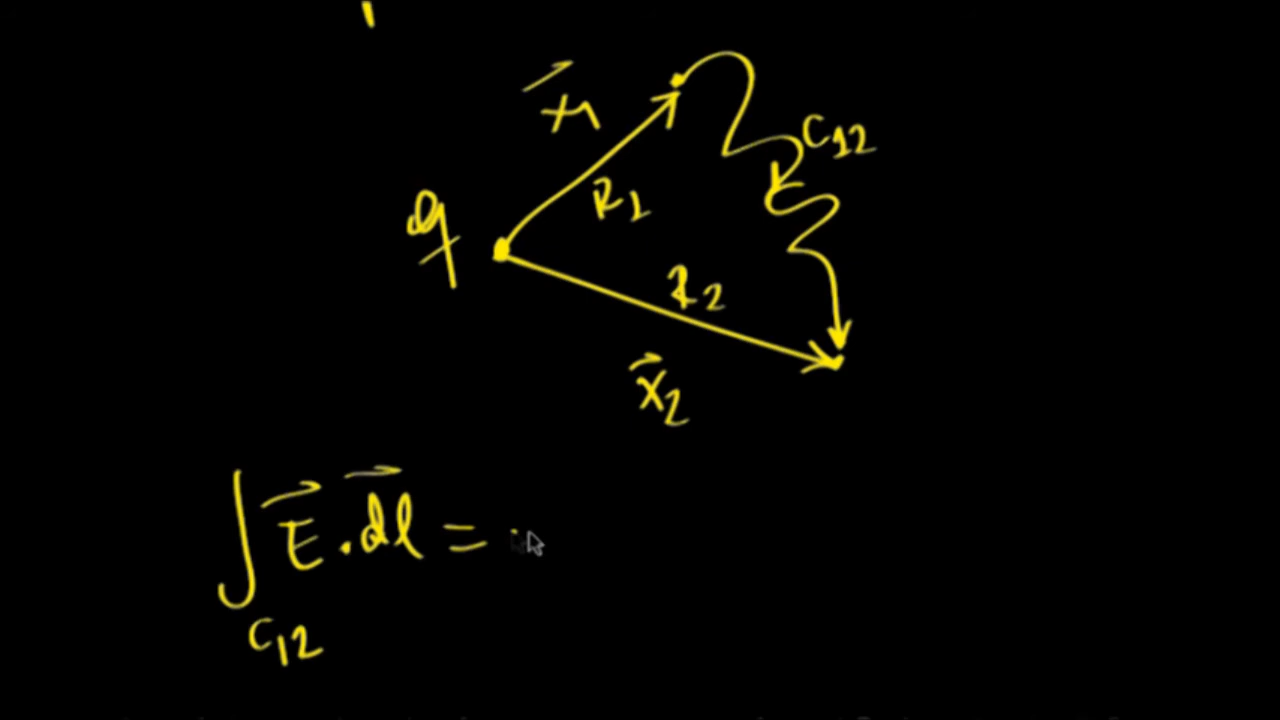 x⃗₁
C₁₂
R₁
q
R₂
x⃗₂
∫ E⃗ · dl⃗ =
C₁₂